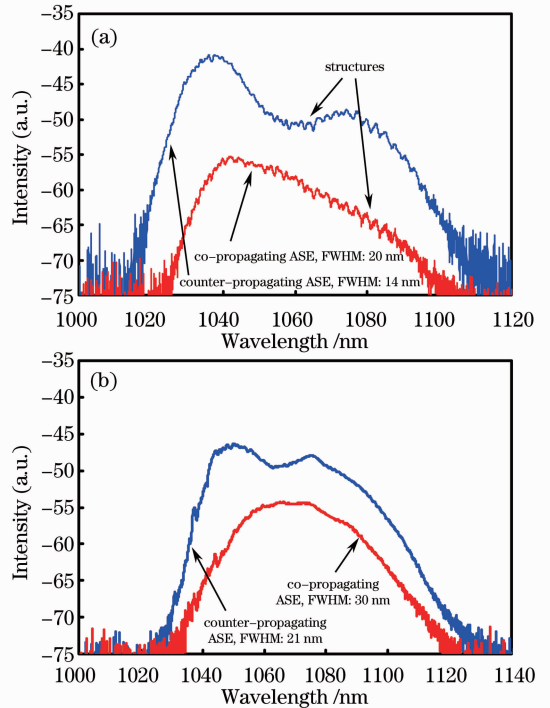 (a)
Intensity (a.u.)
−35
−40
−45
−50
−55
−60
−65
−70
−75
structures
co−propagating ASE, FWHM: 20 nm
counter−propagating ASE, FWHM: 14 nm
1000 1020 1040 1060 1080 1100 1120
Wavelength /nm
(b)
Intensity (a.u.)
−35
−40
−45
−50
−55
−60
−65
−70
−75
co−propagating
ASE, FWHM: 30 nm
counter−propagating
ASE, FWHM: 21 nm
1000 1020 1040 1060 1080 1100 1120 1140
Wavelength /nm